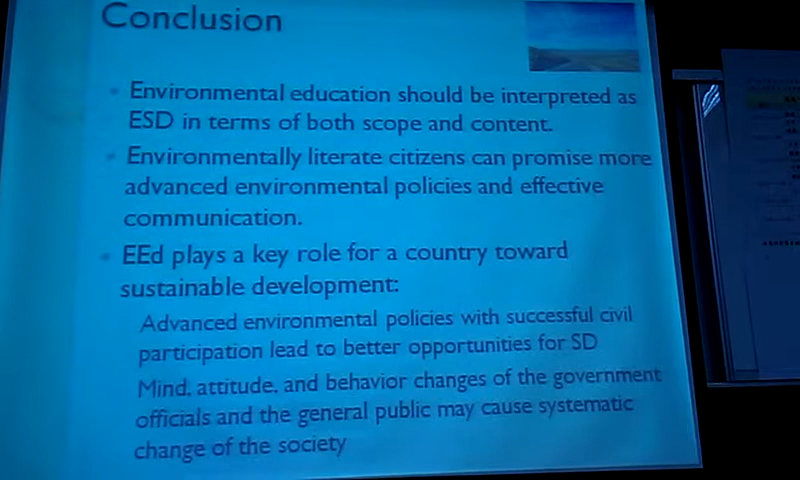 Conclusion
Environmental education should be interpreted as
ESD in terms of both scope and content.
Environmentally literate citizens can promise more
advanced environmental policies and effective
communication.
EEd plays a key role for a country toward
sustainable development:
Advanced environmental policies with successful civil
participation lead to better opportunities for SD
Mind, attitude, and behavior changes of the government
officials and the general public may cause systematic
change of the society